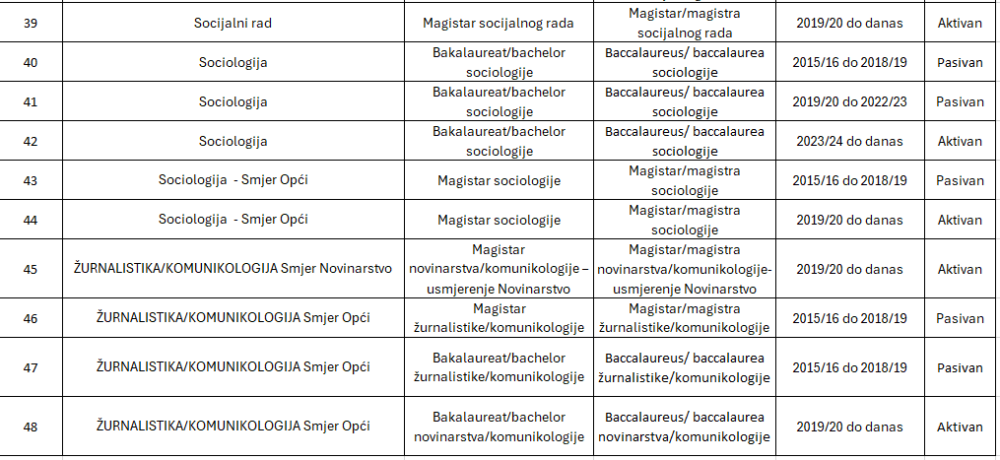 39 Socijalni rad Magistar socijalnog rada Magistar/magistra socijalnog rada 2019/20 do danas Aktivan
40 Sociologija Bakalaureat/bachelor sociologije Baccalaureus/ baccalaurea sociologije 2015/16 do 2018/19 Pasivan
41 Sociologija Bakalaureat/bachelor sociologije Baccalaureus/ baccalaurea sociologije 2019/20 do 2022/23 Pasivan
42 Sociologija Bakalaureat/bachelor sociologije Baccalaureus/ baccalaurea sociologije 2023/24 do danas Aktivan
43 Sociologija - Smjer Opći Magistar sociologije Magistar/magistra sociologije 2015/16 do 2018/19 Pasivan
44 Sociologija - Smjer Opći Magistar sociologije Magistar/magistra sociologije 2019/20 do danas Aktivan
45 ŽURNALISTIKA/KOMUNIKOLOGIJA Smjer Novinarstvo Magistar novinarstva/komunikologije – usmjerenje Novinarstvo Magistar/magistra novinarstva/komunikologije- usmjerenje Novinarstvo 2019/20 do danas Aktivan
46 ŽURNALISTIKA/KOMUNIKOLOGIJA Smjer Opći Magistar žurnalistike/komunikologije Magistar/magistra žurnalistike/komunikologije 2015/16 do 2018/19 Pasivan
47 ŽURNALISTIKA/KOMUNIKOLOGIJA Smjer Opći Bakalaureat/bachelor žurnalistike/komunikologije Baccalaureus/ baccalaurea žurnalistike/komunikologije 2015/16 do 2018/19 Pasivan
48 ŽURNALISTIKA/KOMUNIKOLOGIJA Smjer Opći Bakalaureat/bachelor novinarstva/komunikologije Baccalaureus/ baccalaurea novinarstva/komunikologije 2019/20 do danas Aktivan